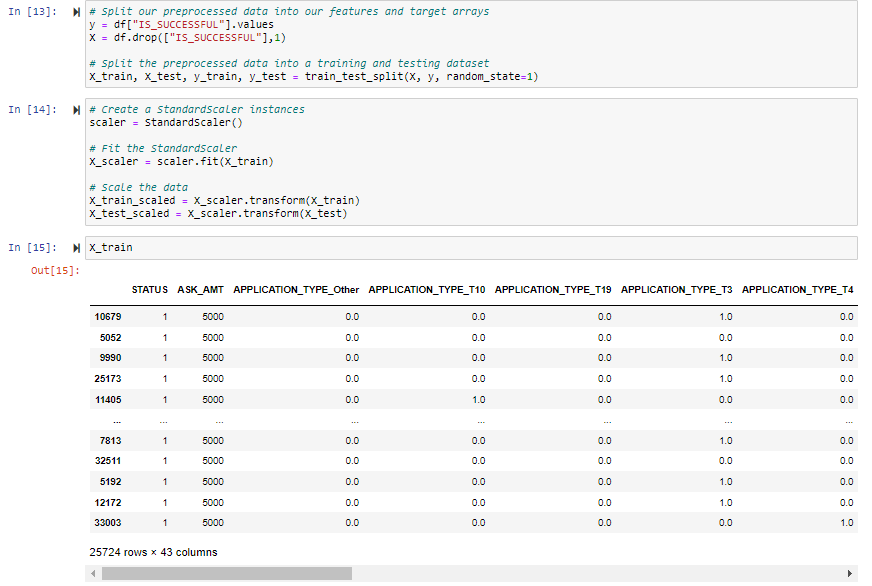 In [13]:
# Split our preprocessed data into our features and target arrays
y = df["IS_SUCCESSFUL"].values
X = df.drop(["IS_SUCCESSFUL"],1)
# Split the preprocessed data into a training and testing dataset
X_train, X_test, y_train, y_test = train_test_split(X, y, random_state=1)
In [14]:
# Create a StandardScaler instances
scaler = StandardScaler()
# Fit the StandardScaler
X_scaler = scaler.fit(X_train)
# Scale the data
X_train_scaled = X_scaler.transform(X_train)
X_test_scaled = X_scaler.transform(X_test)
In [15]: X_train
Out[15]:
STATUS ASK_AMT APPLICATION_TYPE_Other APPLICATION_TYPE_T10 APPLICATION_TYPE_T19 APPLICATION_TYPE_T3 APPLICATION_TYPE_T4
10679 1 5000 0.0 0.0 0.0 1.0 0.0
5052 1 5000 0.0 0.0 0.0 0.0 0.0
9990 1 5000 0.0 0.0 0.0 1.0 0.0
25173 1 5000 0.0 0.0 0.0 1.0 0.0
11405 1 5000 0.0 1.0 0.0 0.0 0.0
... ... ... ... ... ... ... ...
7813 1 5000 0.0 0.0 0.0 1.0 0.0
32511 1 5000 0.0 0.0 0.0 0.0 0.0
5192 1 5000 0.0 0.0 0.0 1.0 0.0
12172 1 5000 0.0 0.0 0.0 1.0 0.0
33003 1 5000 0.0 0.0 0.0 0.0 1.0
25724 rows × 43 columns